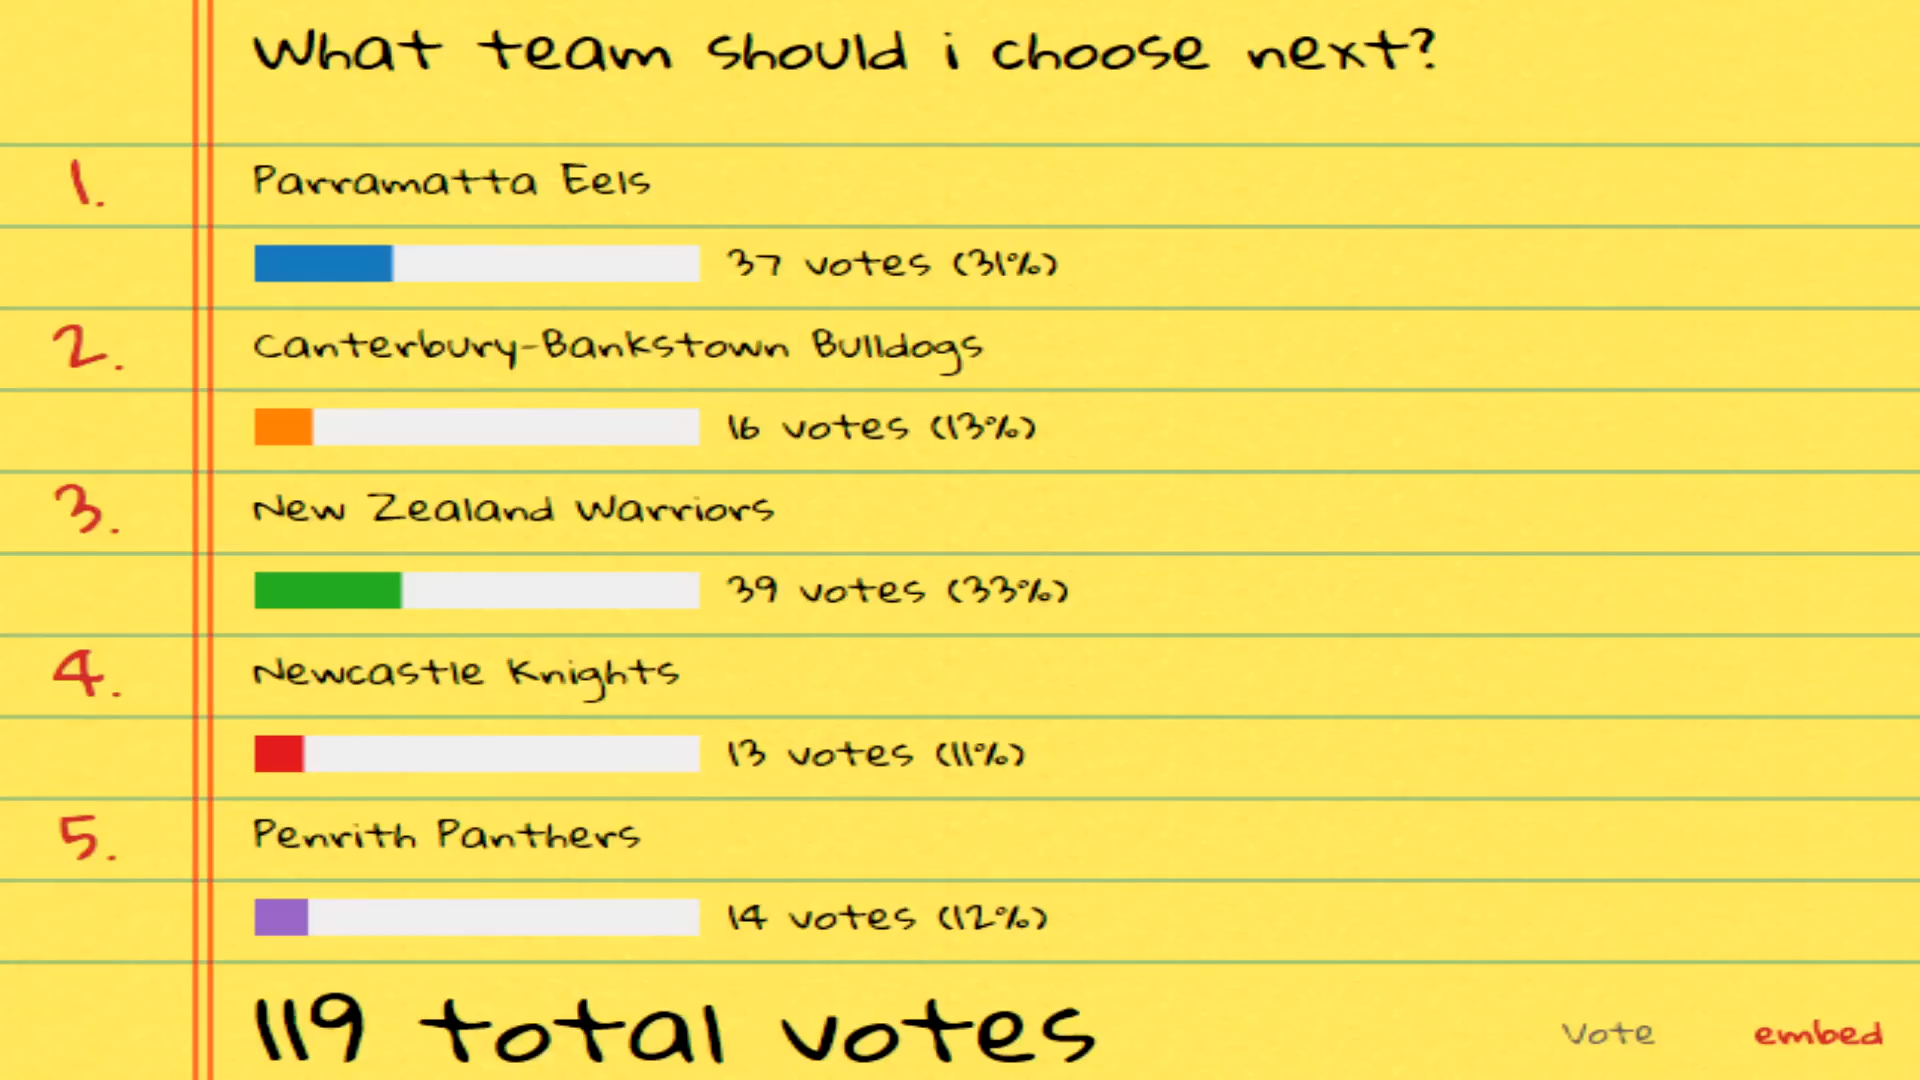 What team should i choose next?
1. Parramatta Eels
37 votes (31%)
2. Canterbury-Bankstown Bulldogs
16 votes (13%)
3. New Zealand Warriors
39 votes (33%)
4. Newcastle Knights
13 votes (11%)
5. Penrith Panthers
14 votes (12%)
119 total votes
Vote embed